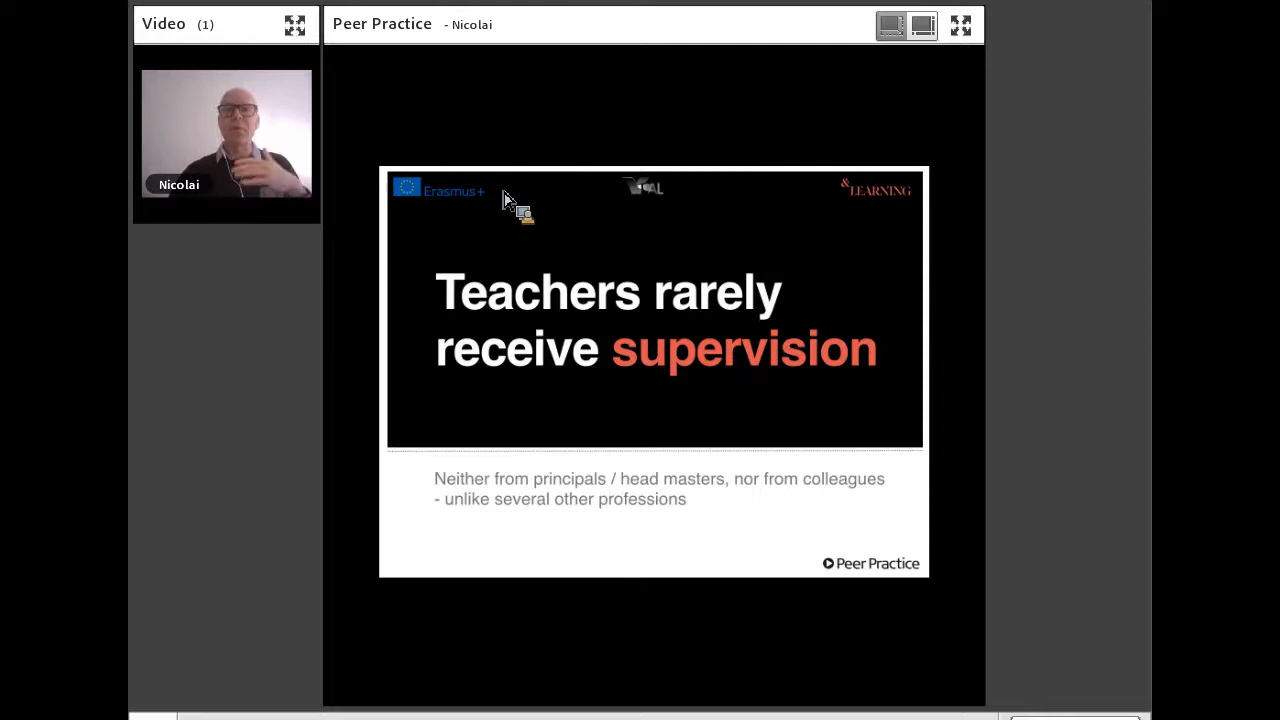 Video (1)
Peer Practice - Nicolai
Nicolai
Erasmus+
&LEARNING
Teachers rarely
receive supervision
Neither from principals / head masters, nor from colleagues
- unlike several other professions
Peer Practice